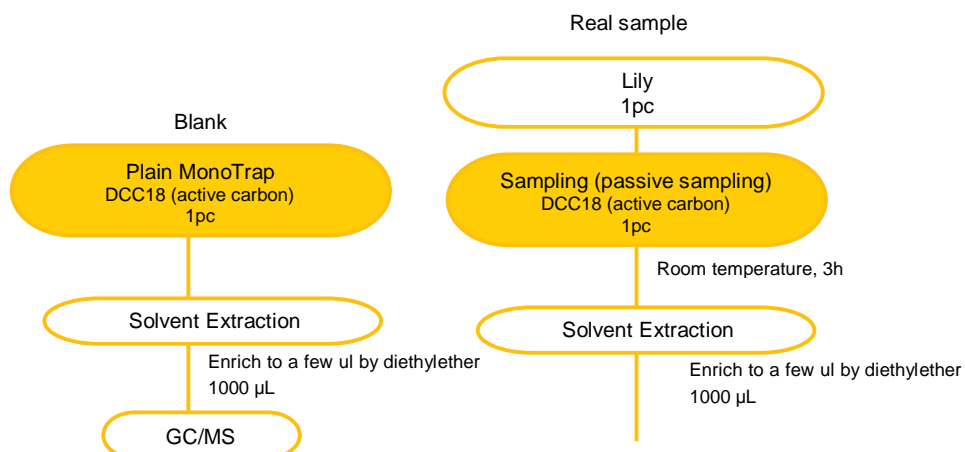 Blank
Plain MonoTrap
DCC18 (active carbon)
1pc
Solvent Extraction
Enrich to a few ul by diethylether
1000 µL
GC/MS
Real sample
Lily
1pc
Sampling (passive sampling)
DCC18 (active carbon)
1pc
Room temperature, 3h
Solvent Extraction
Enrich to a few ul by diethylether
1000 µL